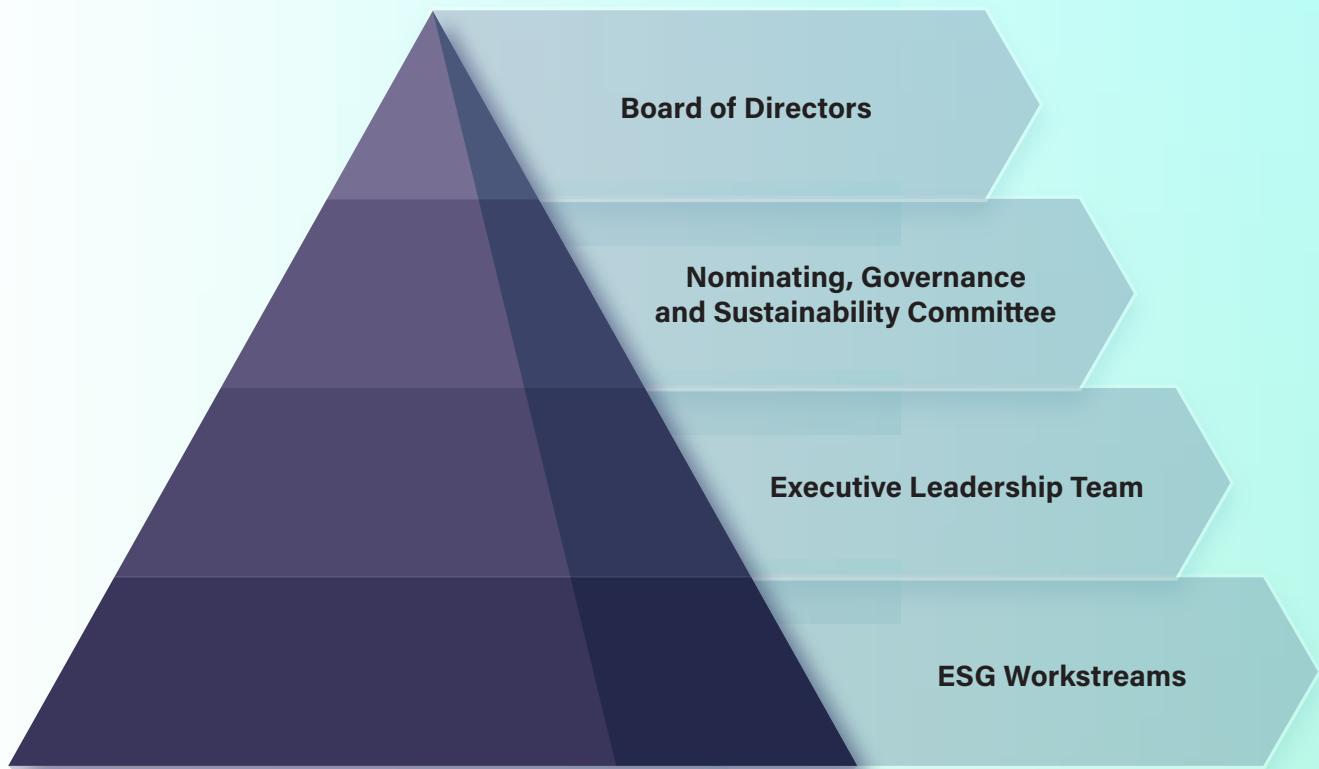 Board of Directors
Nominating, Governance
and Sustainability Committee
Executive Leadership Team
ESG Workstreams